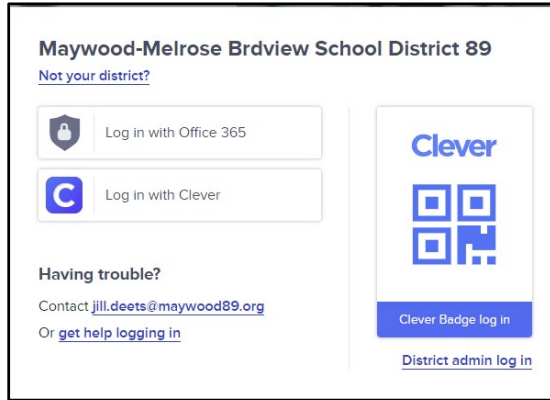 Maywood-Melrose Brdview School District 89
Not your district?
Log in with Office 365
C
Log in with Clever
Having trouble?
Contact jill.deets@maywood89.org
Or get help logging in
Clever
Clever Badge log in
District admin log in